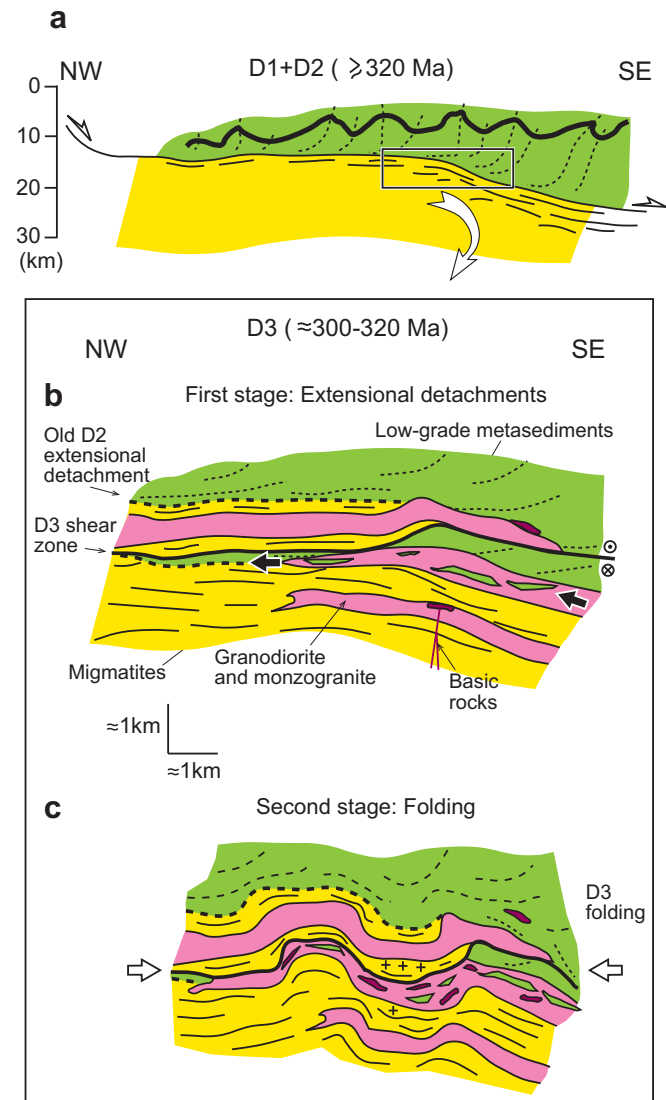 a
NW
D1+D2 ( ⩾320 Ma)
SE
0
10
20
30
(km)
D3 ( ≈300-320 Ma)
NW
SE
b
First stage: Extensional detachments
Old D2
extensional
detachment
Low-grade metasediments
D3 shear
zone
Migmatites
Granodiorite
and monzogranite
Basic
rocks
≈1km
≈1km
c
Second stage: Folding
D3
folding